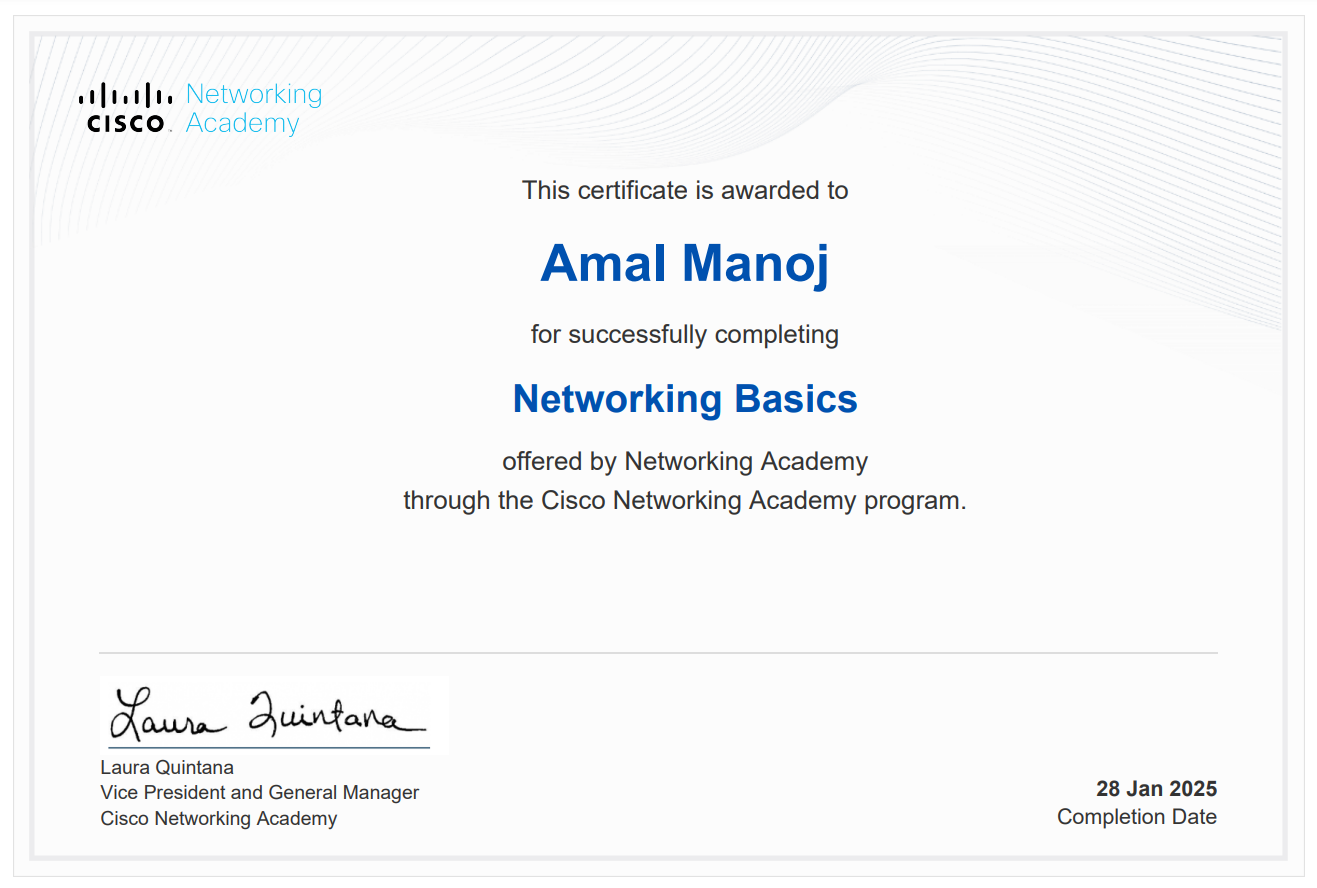 Networking
CISCO Academy
This certificate is awarded to
Amal Manoj
for successfully completing
Networking Basics
offered by Networking Academy
through the Cisco Networking Academy program.
Laura Quintana
Laura Quintana
Vice President and General Manager
Cisco Networking Academy
28 Jan 2025
Completion Date